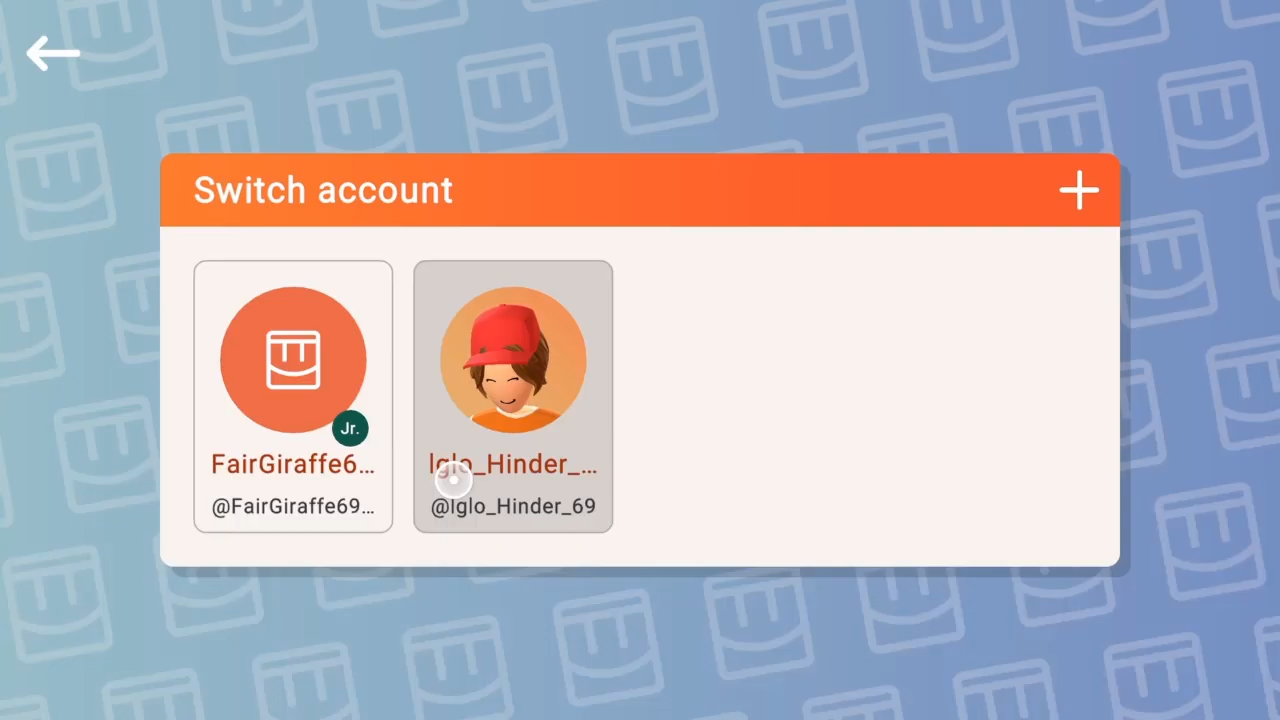 Switch account
Jr.
FairGiraffe6...
Iglo_Hinder_...
@FairGiraffe69...
@Iglo_Hinder_69